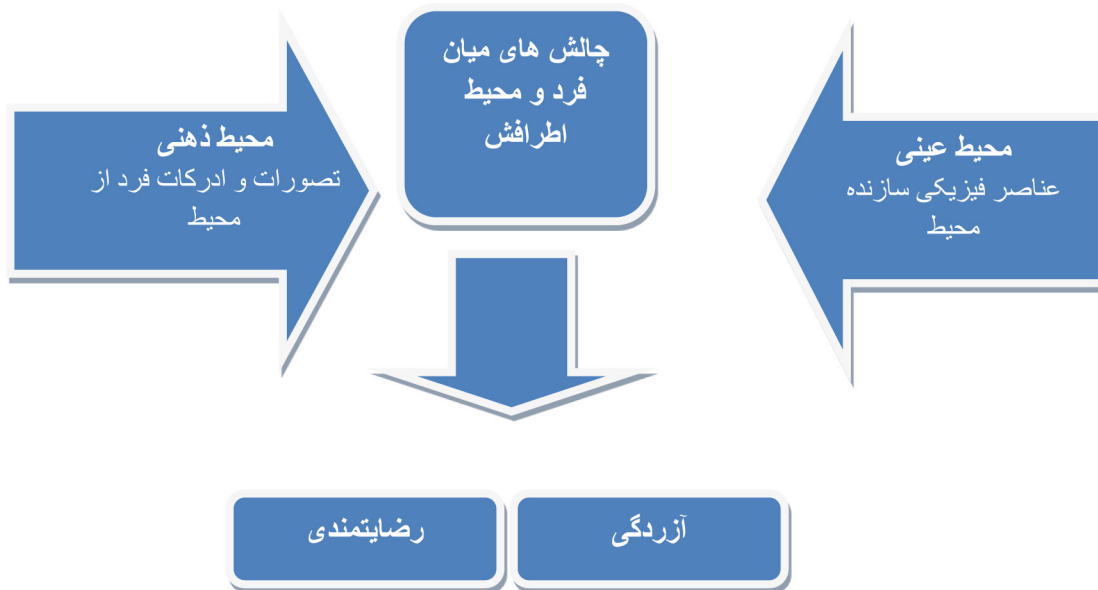 چالش های میان
فرد و محیط
اطرافش
محیط عینی
عناصر فیزیکی سازنده
محیط
محیط ذهنی
تصورات و ادرکات فرد از
محیط
آزردگی
رضایتمندی